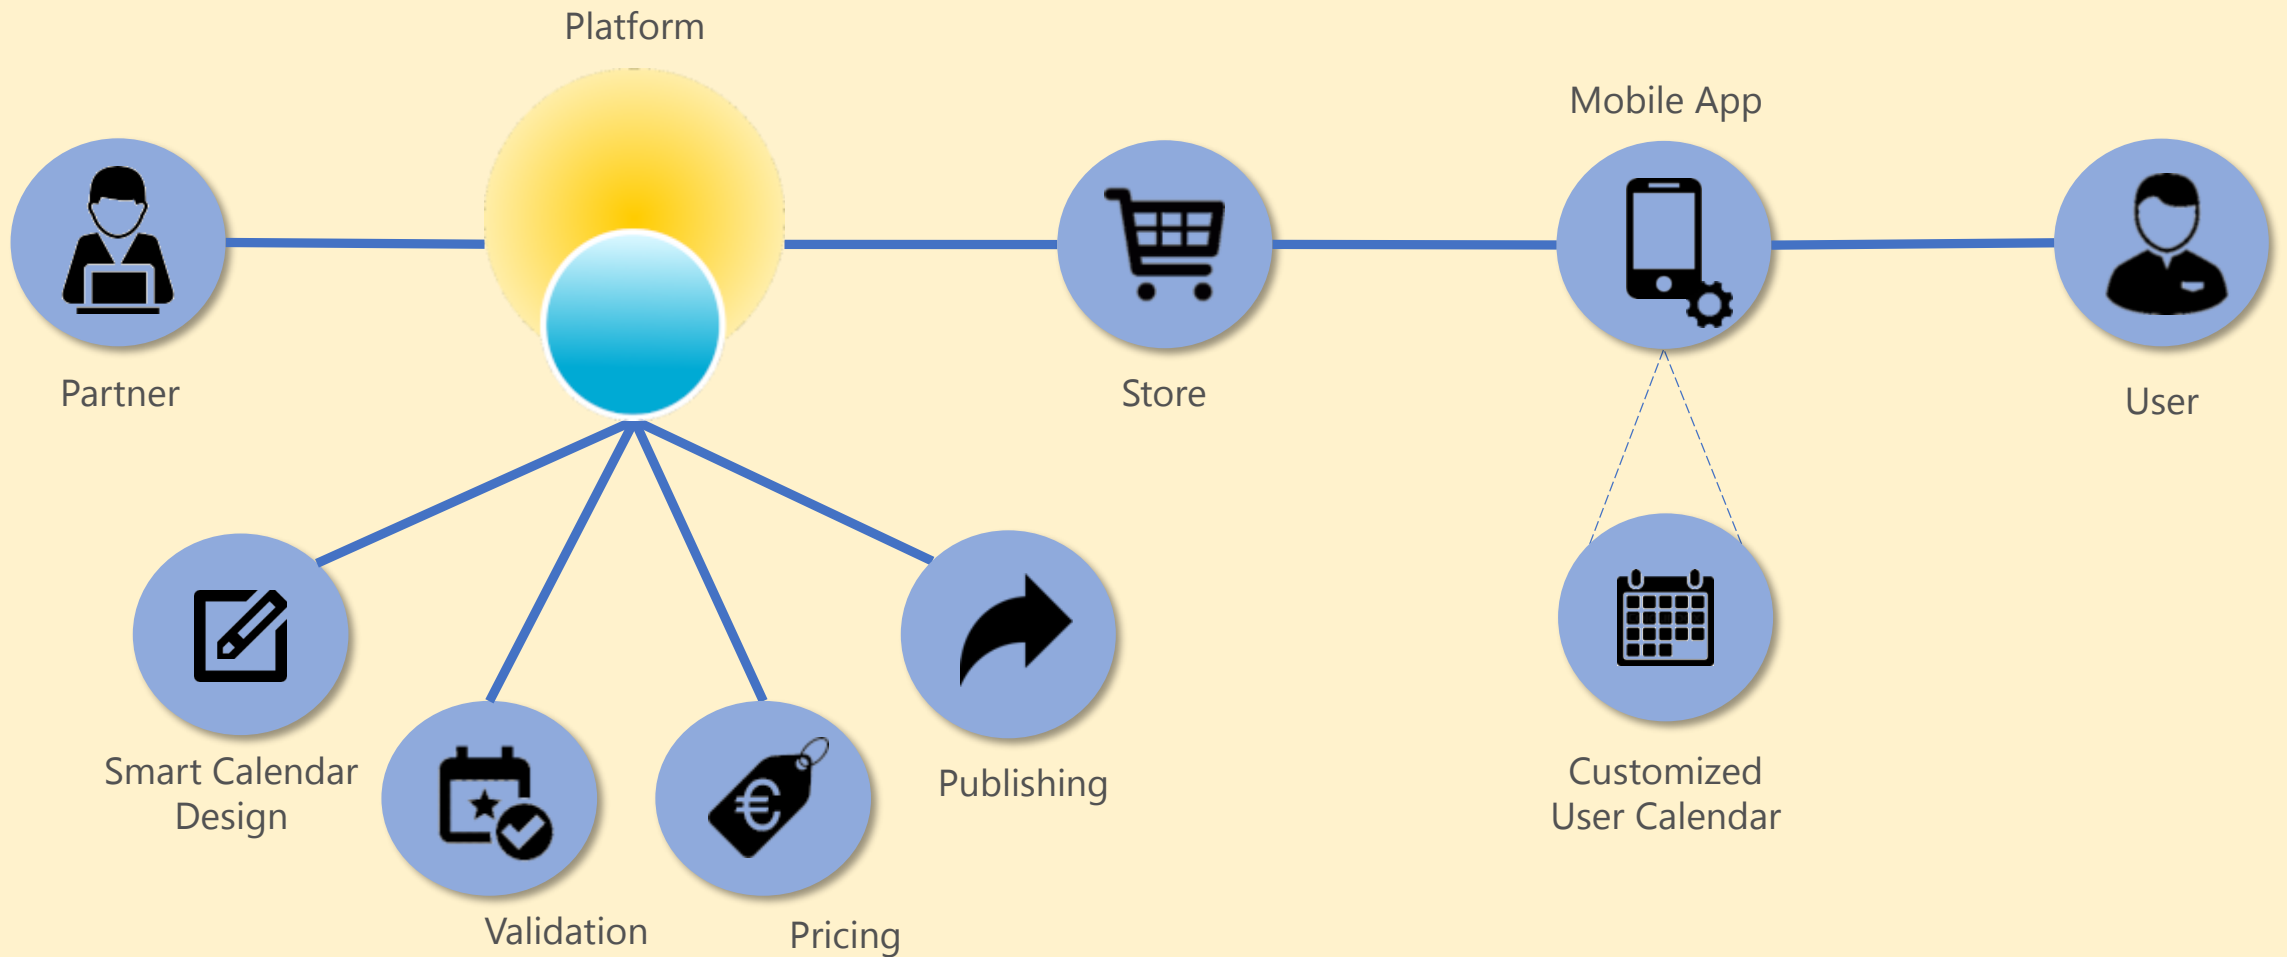 Platform
Mobile App
Partner
Store
User
Smart Calendar
Design
Validation
Pricing
€
Publishing
Customized
User Calendar